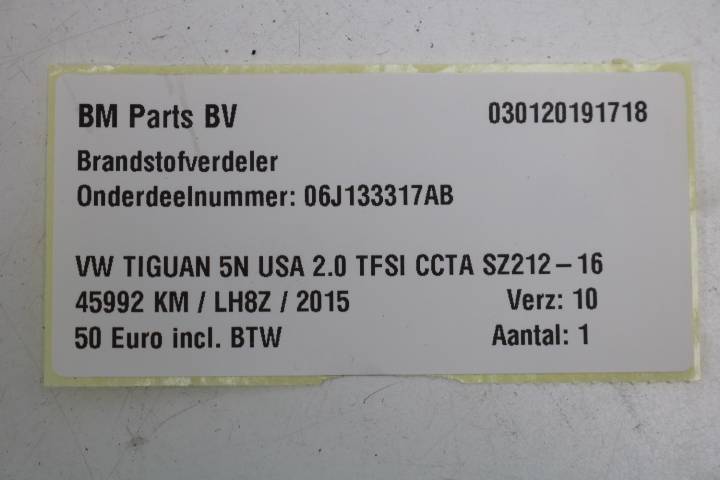 BM Parts BV 030120191718
Brandstofverdeler
Onderdeelnummer: 06J133317AB
VW TIGUAN 5N USA 2.0 TFSI CCTA SZ212-16
45992 KM / LH8Z / 2015 Verz: 10
50 Euro incl. BTW Aantal: 1